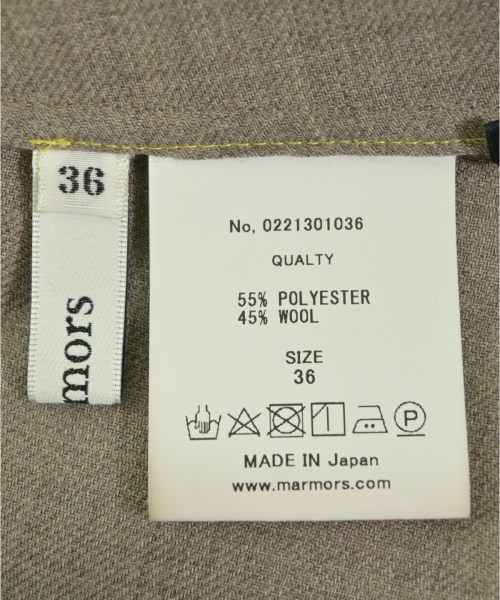 36
mors
No, 0221301036
QUALTY
55% POLYESTER
45% WOOL
SIZE
36
P
MADE IN Japan
www.marmors.com